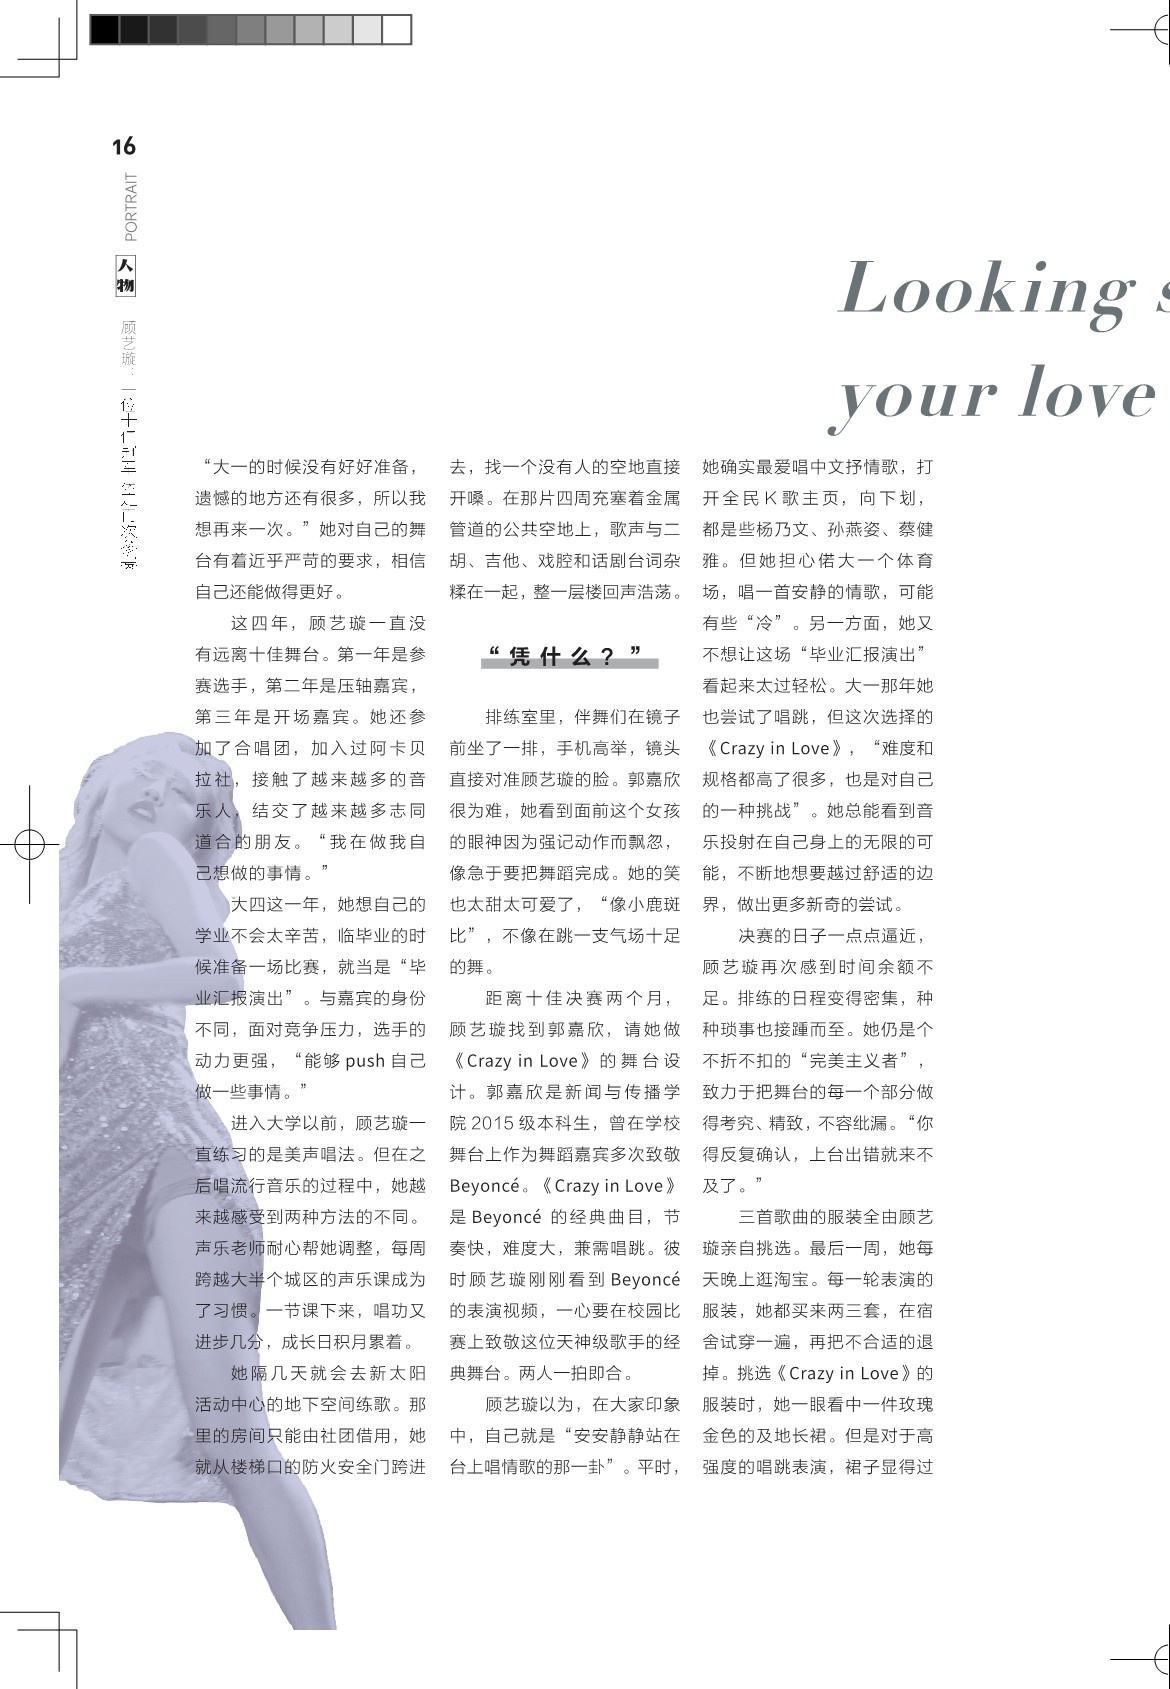 16
PORTRAIT
人物
顾艺璇：一位十佳冠军
Looking s
your love
“大一的时候没有好好准备，
遗憾的地方还有很多，所以我
想再来一次。”她对自己的舞
台有着近乎严苛的要求，相信
自己还能做得更好。
这四年，顾艺璇一直没
有远离十佳舞台。第一年是参
赛选手，第二年是压轴嘉宾，
第三年是开场嘉宾。她还参
加了合唱团，加入过阿卡贝
拉社，接触了越来越多的音
乐人，结交了越来越多志同
道合的朋友。“我在做我自
己想做的事情。”
大四这一年，她想自己的
学业不会太辛苦，临毕业的时
候准备一场比赛，就当是“毕
业汇报演出”。与嘉宾的身份
不同，面对竞争压力，选手的
动力更强，“能够 push 自己
做一些事情。”
进入大学以前，顾艺璇一
直练习的是美声唱法。但在之
后唱流行音乐的过程中，她越
来越感受到两种方法的不同。
声乐老师耐心帮她调整，每周
跨越大半个城区的声乐课成为
了习惯。一节课下来，唱功又
进步几分，成长日积月累着。
她隔几天就会去新太阳
活动中心的地下空间练歌。那
里的房间只能由社团借用，她
就从楼梯口的防火安全门跨进
去，找一个没有人的空地直接
开嗓。在那片四周充塞着金属
管道的公共空地上，歌声与二
胡、吉他、戏腔和话剧台词杂
糅在一起，整一层楼回声浩荡。
“凭什么？”
排练室里，伴舞们在镜子
前坐了一排，手机高举，镜头
直接对准顾艺璇的脸。郭嘉欣
很为难，她看到面前这个女孩
的眼神因为强记动作而飘忽，
像急于要把舞蹈完成。她的笑
也太甜太可爱了，“像小鹿斑
比”，不像在跳一支气场十足
的舞。
距离十佳决赛两个月，
顾艺璇找到郭嘉欣，请她做
《Crazy in Love》的舞台设
计。郭嘉欣是新闻与传播学
院 2015 级本科生，曾在学校
舞台上作为舞蹈嘉宾多次致敬
Beyoncé。《Crazy in Love》
是 Beyoncé 的经典曲目，节
奏快，难度大，兼需唱跳。彼
时顾艺璇刚刚看到 Beyoncé
的表演视频，一心要在校园比
赛上致敬这位天神级歌手的经
典舞台。两人一拍即合。
顾艺璇以为，在大家印象
中，自己就是“安安静静站在
台上唱情歌的那一卦”。平时，
她确实最爱唱中文抒情歌，打
开全民 K 歌主页，向下划，
都是些杨乃文、孙燕姿、蔡健
雅。但她担心偌大一个体育
场，唱一首安静的情歌，可能
有些“冷”。另一方面，她又
不想让这场“毕业汇报演出”
看起来太过轻松。大一那年她
也尝试了唱跳，但这次选择的
《Crazy in Love》，“难度和
规格都高了很多，也是对自己
的一种挑战”。她总能看到音
乐投射在自己身上的无限的可
能，不断地想要越过舒适的边
界，做出更多新奇的尝试。
决赛的日子一点点逼近，
顾艺璇再次感到时间余额不
足。排练的日程变得密集，种
种琐事也接踵而至。她仍是个
不折不扣的“完美主义者”，
致力于把舞台的每一个部分做
得考究、精致，不容纰漏。“你
得反复确认，上台出错就来不
及了。”
三首歌曲的服装全由顾艺
璇亲自挑选。最后一周，她每
天晚上逛淘宝。每一轮表演的
服装，她都买来两三套，在宿
舍试穿一遍，再把不合适的退
掉。挑选《Crazy in Love》的
服装时，她一眼看中一件玫瑰
金色的及地长裙。但是对于高
强度的唱跳表演，裙子显得过